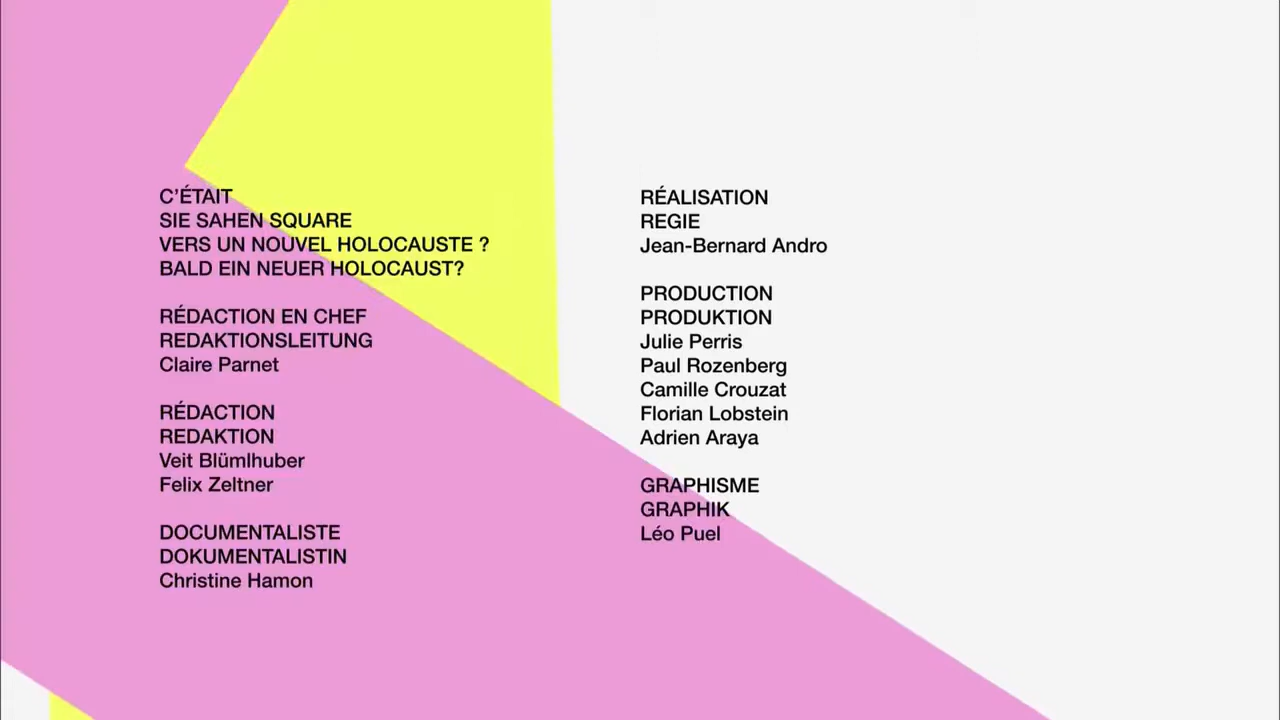 C'ÉTAIT
SIE SAHEN SQUARE
VERS UN NOUVEL HOLOCAUSTE ?
BALD EIN NEUER HOLOCAUST?
RÉDACTION EN CHEF
REDAKTIONSLEITUNG
Claire Parnet
RÉDACTION
REDAKTION
Veit Blümlhuber
Felix Zeltner
DOCUMENTALISTE
DOKUMENTALISTIN
Christine Hamon
RÉALISATION
REGIE
Jean-Bernard Andro
PRODUCTION
PRODUKTION
Julie Perris
Paul Rozenberg
Camille Crouzat
Florian Lobstein
Adrien Araya
GRAPHISME
GRAPHIK
Léo Puel